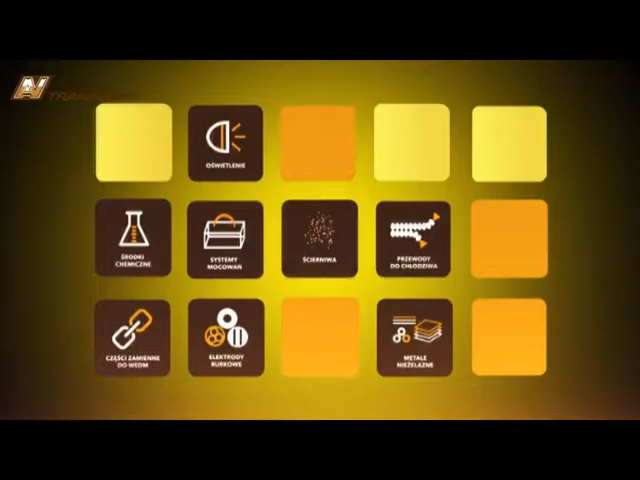 OŚWIETLENIE
ŚRODKI
CHEMICZNE
SYSTEMY
MOCOWAŃ
ŚCIERNIWA
PRZEWODY
DO CHŁODZIWA
CZĘŚCI ZAMIENNE
DO WEDM
ELEKTRODY
RURKOWE
METALE
NIEŻELAZNE